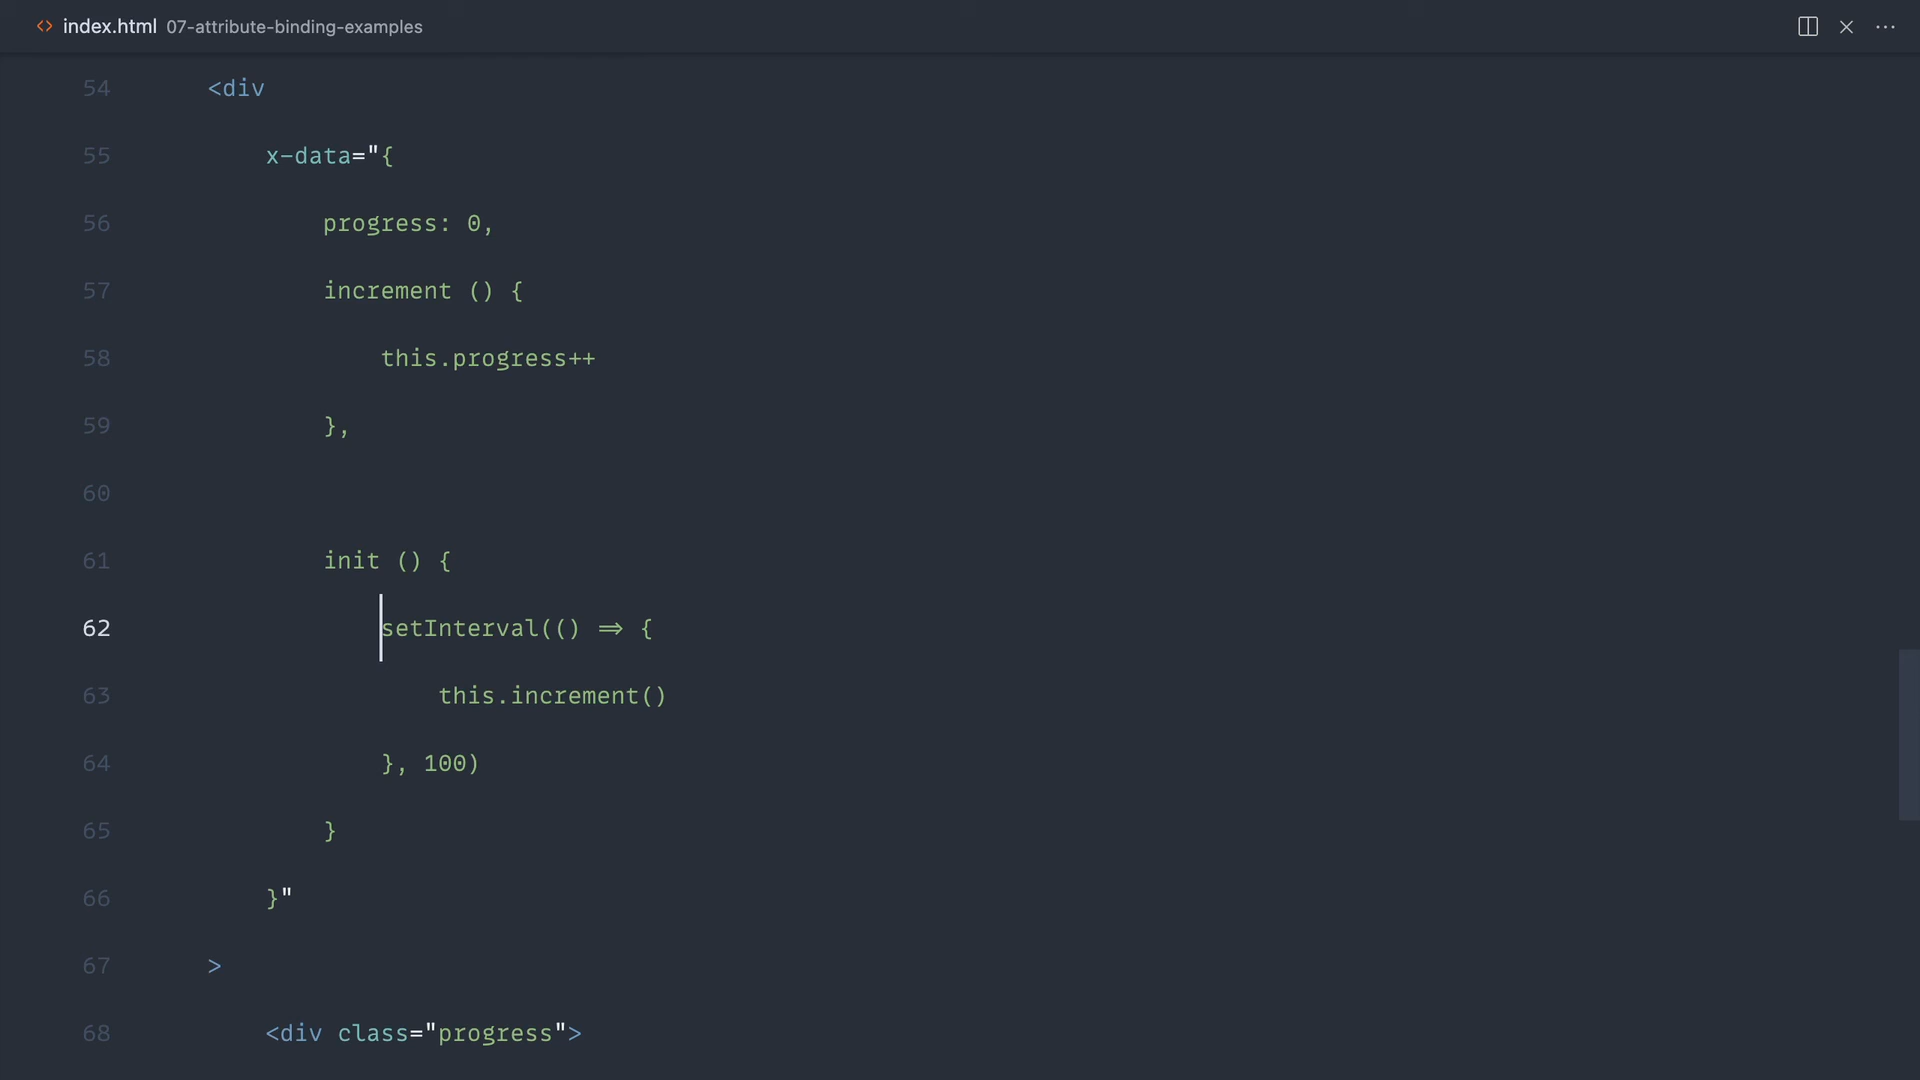 <> index.html 07-attribute-binding-examples
54 <div
55 x-data="{
56 progress: 0,
57 increment () {
58 this.progress++
59 },
60
61 init () {
62 setInterval(() => {
63 this.increment()
64 }, 100)
65 }
66 }"
67 >
68 <div class="progress">